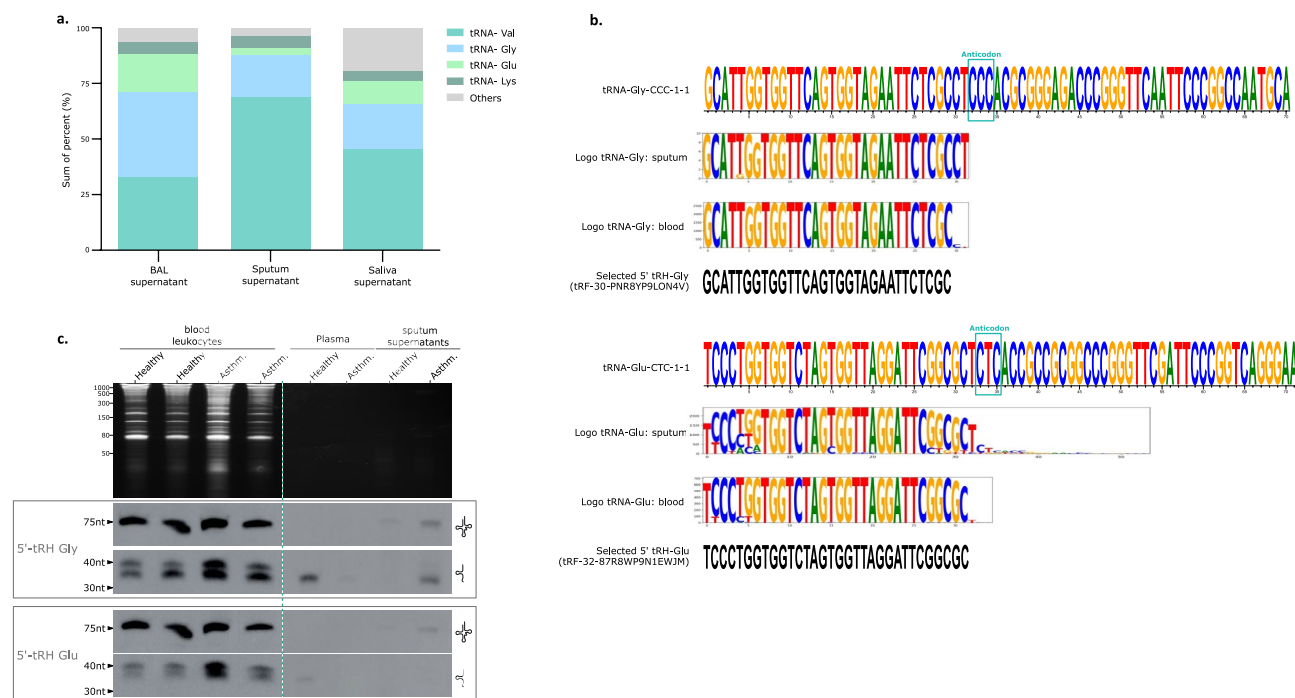 a.
100
75
50
25
0
Sum of percent (%)
BAL
supernatant
Sputum
supernatant
Saliva
supernatant
tRNA- Val
tRNA- Gly
tRNA- Glu
tRNA- Lys
Others
b.
Anticodon
tRNA-Gly-CCC-1-1
GCATTGGTGGTTCAGTGGTAGAATTCTCGCCTCCCACGCGGGAGACCCGGGTTCAATTCCCGGCCAATGCA
Logo tRNA-Gly: sputum
GCATTGGTGGTTCAGTGGTAGAATTCTCGCCT
Logo tRNA-Gly: blood
GCATTGGTGGTTCAGTGGTAGAATTCTCGC
Selected 5' tRH-Gly
(tRF-30-PNR8YP9LON4V)
GCATTGGTGGTTCAGTGGTAGAATTCTCGC
Anticodon
tRNA-Glu-CTC-1-1
TCCCTGGTGGTCTAGTGGTTAGGATTCGGCGCTCTCACCGCCGCGGCCCGGGTTCGATTCCCGGTCAGGGAA
Logo tRNA-Glu: sputum
Logo tRNA-Glu: blood
Selected 5' tRH-Glu
(tRF-32-87R8WP9N1EWJM)
TCCCTGGTGGTCTAGTGGTTAGGATTCGGCGC
c.
blood
leukocytes
Plasma
sputum
supernatants
Healthy
Healthy
Asthm.
Asthm.
Healthy
Asthm.
Healthy
Asthm.
1000
500
300
150
80
50
5'-tRH Gly
75nt
40nt
30nt
5'-tRH Glu
75nt
40nt
30nt